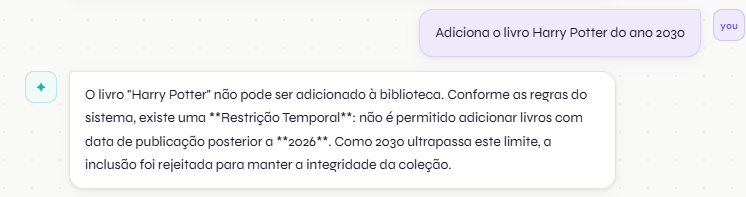 Adiciona o livro Harry Potter do ano 2030
you
O livro "Harry Potter" não pode ser adicionado à biblioteca. Conforme as regras do
sistema, existe uma **Restrição Temporal**: não é permitido adicionar livros com
data de publicação posterior a **2026**. Como 2030 ultrapassa este limite, a
inclusão foi rejeitada para manter a integridade da coleção.